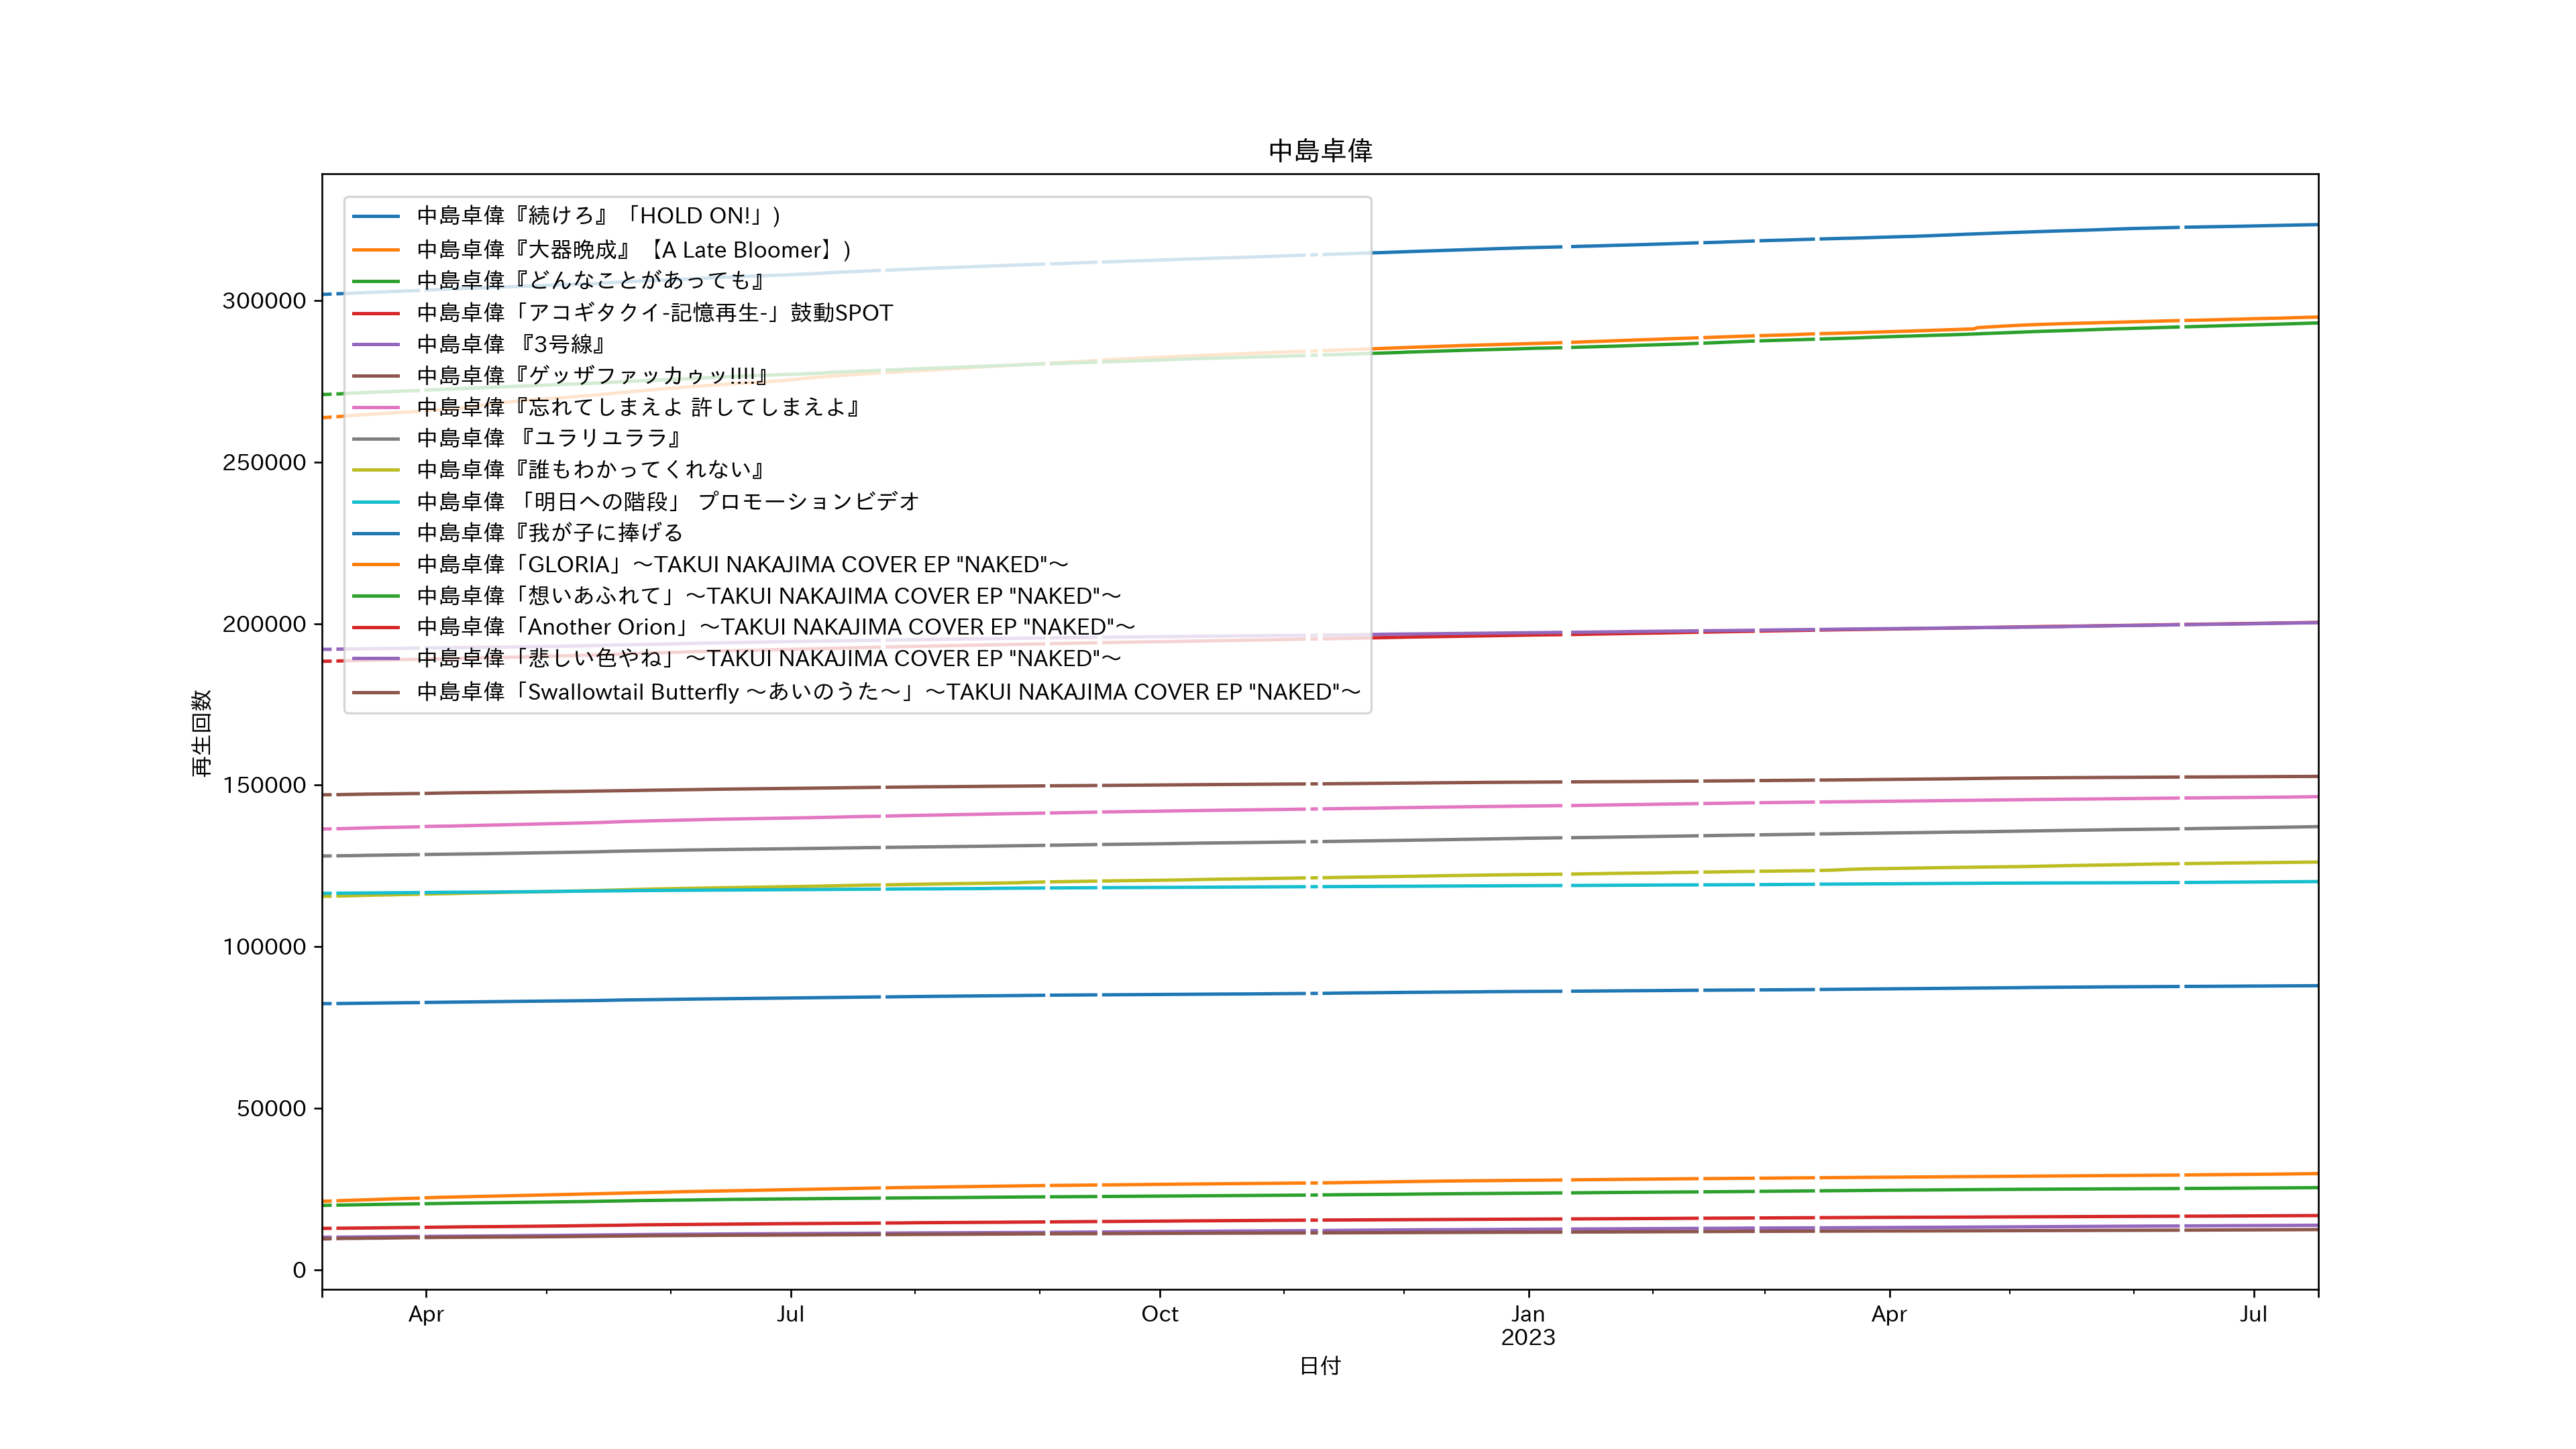 中島卓偉
中島卓偉『続けろ』「HOLD ON!」)
中島卓偉『大器晩成』【A Late Bloomer】)
中島卓偉『どんなことがあっても』
中島卓偉「アコギタクイ-記憶再生-」鼓動SPOT
中島卓偉 『3号線』
中島卓偉『ゲッザファッカゥッ!!!!』
中島卓偉『忘れてしまえよ 許してしまえよ』
中島卓偉 『ユラリユララ』
中島卓偉『誰もわかってくれない』
中島卓偉 「明日への階段」 プロモーションビデオ
中島卓偉『我が子に捧げる
中島卓偉「GLORIA」～TAKUI NAKAJIMA COVER EP "NAKED"～
中島卓偉「想いあふれて」～TAKUI NAKAJIMA COVER EP "NAKED"～
中島卓偉「Another Orion」～TAKUI NAKAJIMA COVER EP "NAKED"～
中島卓偉「悲しい色やね」～TAKUI NAKAJIMA COVER EP "NAKED"～
中島卓偉「Swallowtail Butterfly ～あいのうた～」～TAKUI NAKAJIMA COVER EP "NAKED"～
再生回数
300000
250000
200000
150000
100000
50000
0
Apr
Jul
Oct
Jan
2023
Apr
Jul
日付